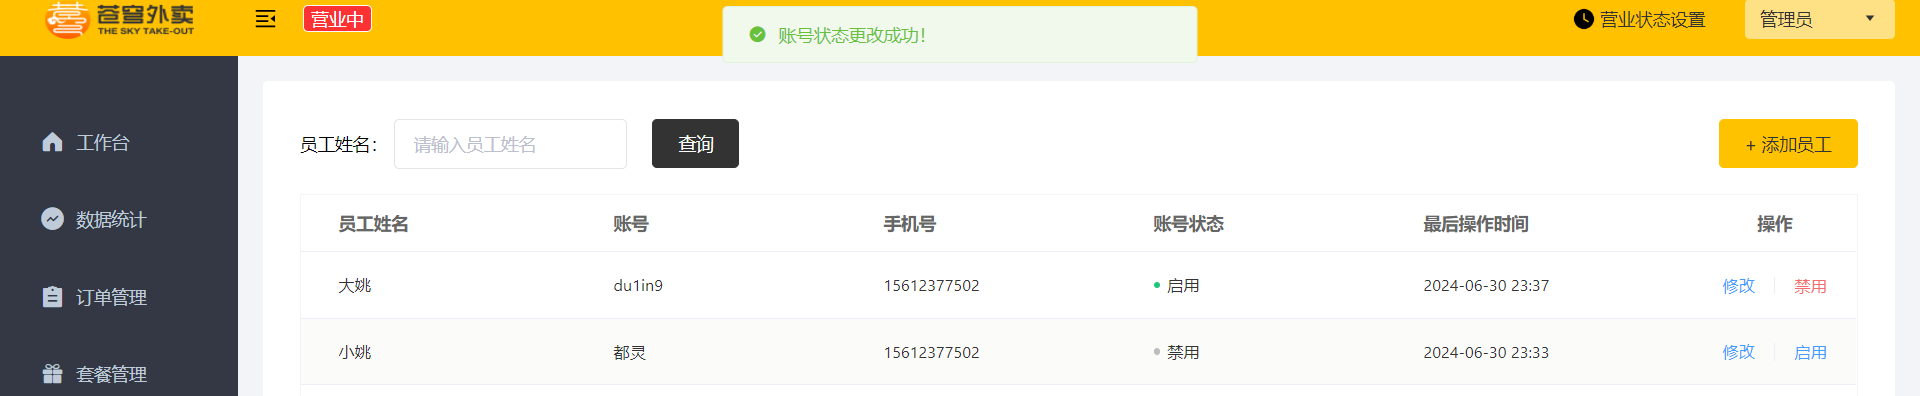 苍穹外卖
THE SKY TAKE-OUT
营业中
账号状态更改成功！
营业状态设置
管理员
工作台
数据统计
订单管理
套餐管理
员工姓名：
请输入员工姓名
查询
+ 添加员工
员工姓名 账号 手机号 账号状态 最后操作时间 操作
大姚 du1in9 15612377502 启用 2024-06-30 23:37 修改 禁用
小姚 都灵 15612377502 禁用 2024-06-30 23:33 修改 启用